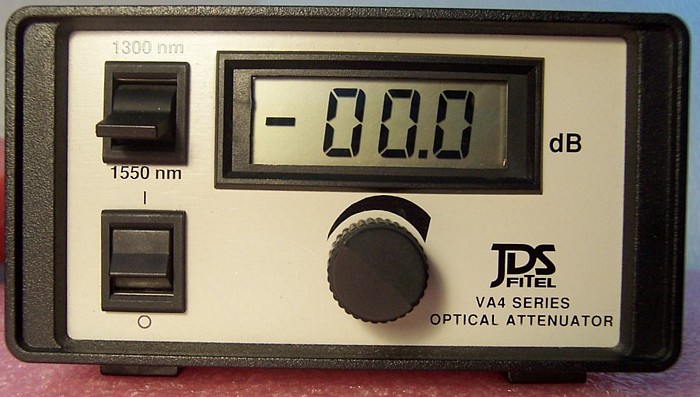 1300 nm
- 00.0
dB
1550 nm
I
O
JDS
FITEL
VA4 SERIES
OPTICAL ATTENUATOR